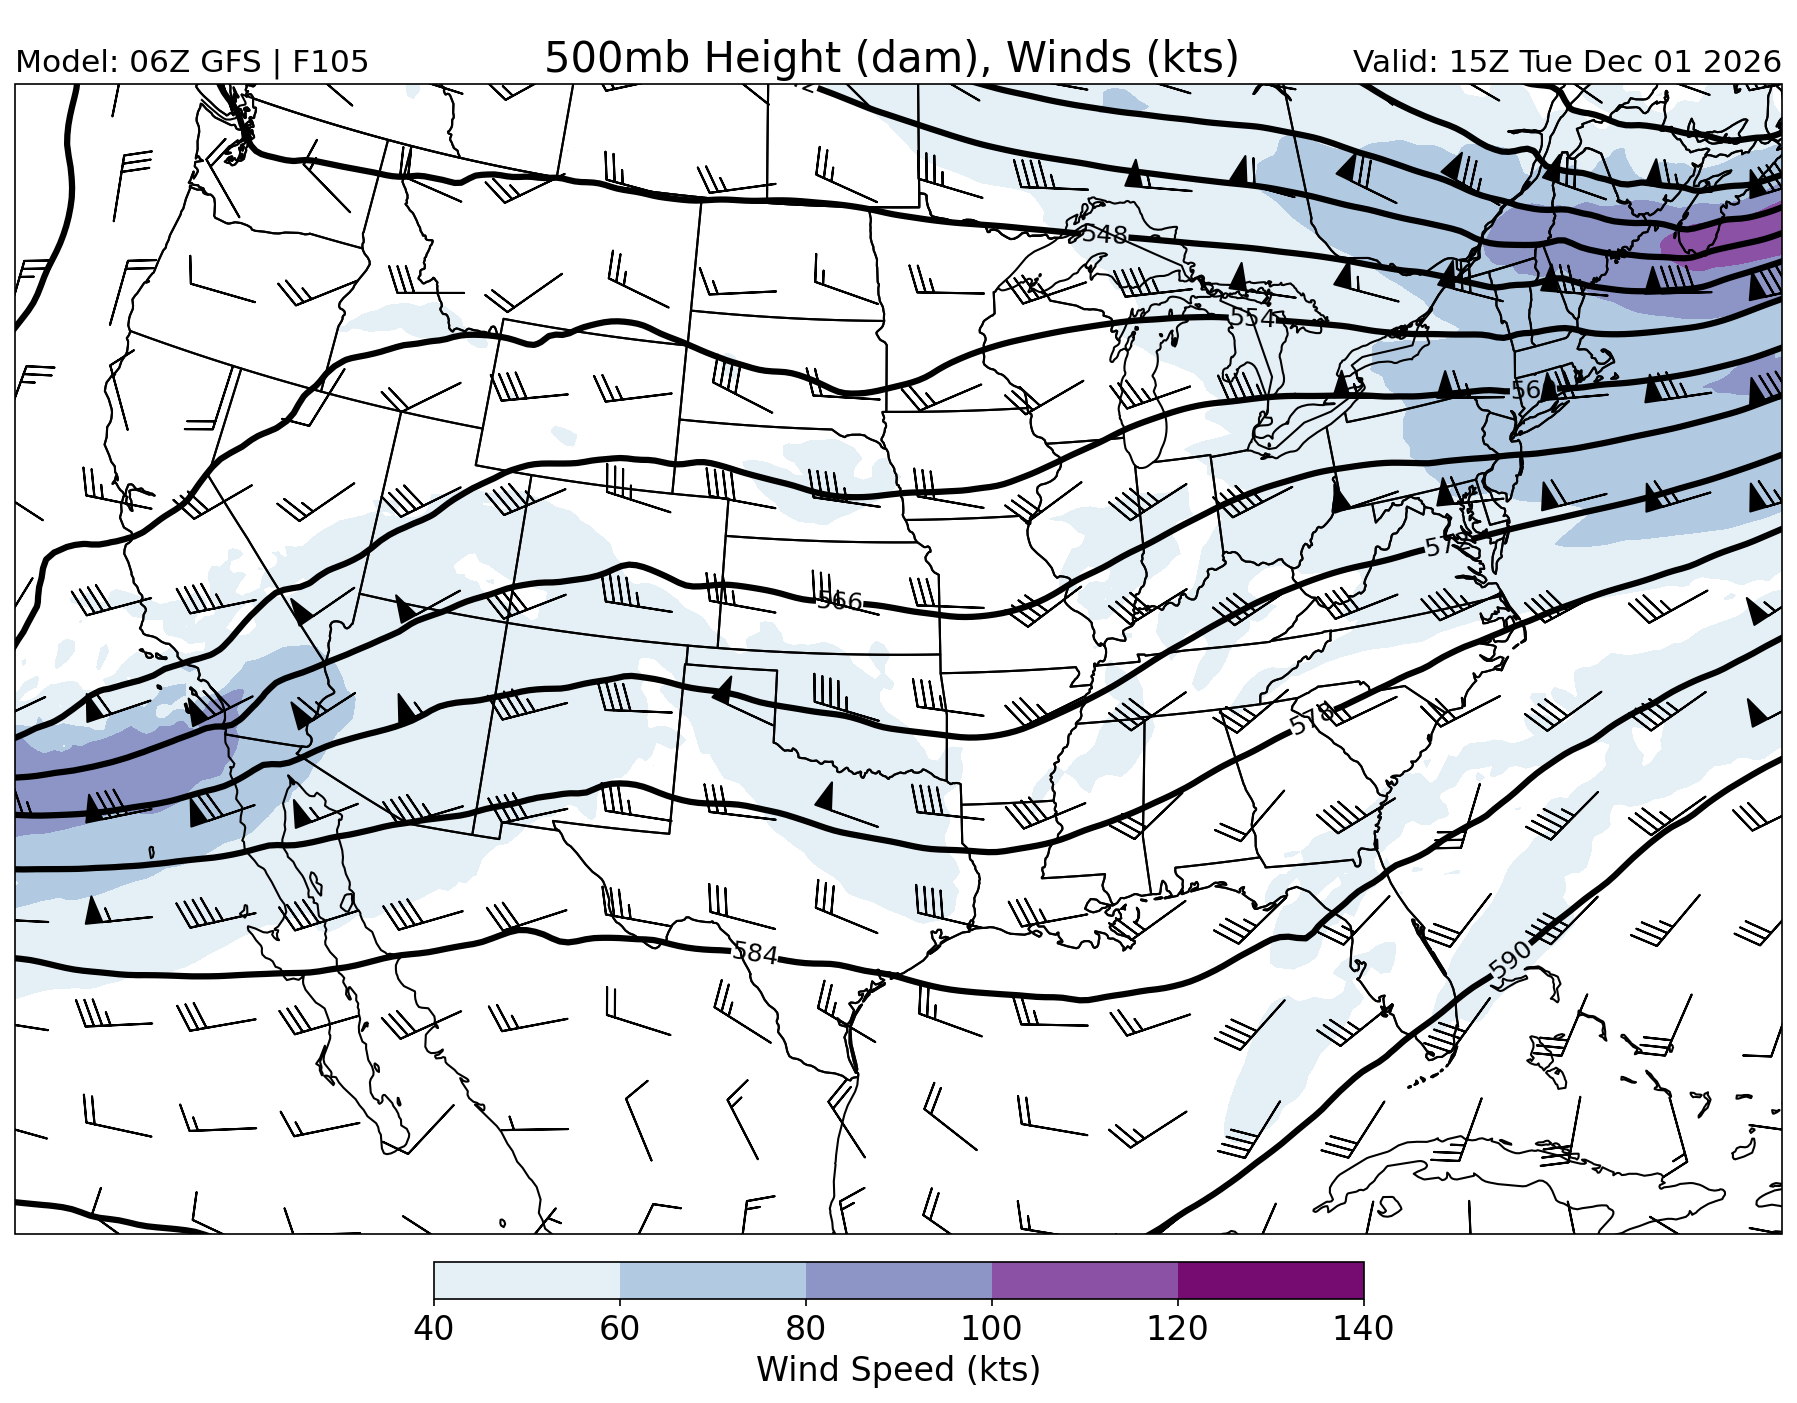 Model: 06Z GFS | F105
500mb Height (dam), Winds (kts)
Valid: 15Z Tue Dec 01 2026
548
554
566
578
584
590
40 60 80 100 120 140
Wind Speed (kts)